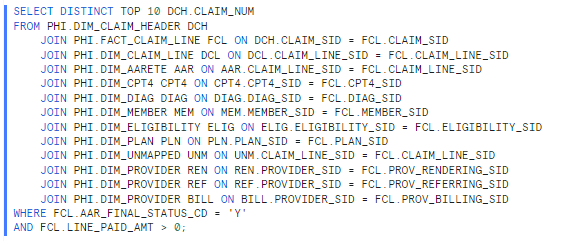 SELECT DISTINCT TOP 10 DCH.CLAIM_NUM
FROM PHI.DIM_CLAIM_HEADER DCH
JOIN PHI.FACT_CLAIM_LINE FCL ON DCH.CLAIM_SID = FCL.CLAIM_SID
JOIN PHI.DIM_CLAIM_LINE DCL ON DCL.CLAIM_LINE_SID = FCL.CLAIM_LINE_SID
JOIN PHI.DIM_AARETE AAR ON AAR.CLAIM_LINE_SID = FCL.CLAIM_LINE_SID
JOIN PHI.DIM_CPT4 CPT4 ON CPT4.CPT4_SID = FCL.CPT4_SID
JOIN PHI.DIM_DIAG DIAG ON DIAG.DIAG_SID = FCL.DIAG_SID
JOIN PHI.DIM_MEMBER MEM ON MEM.MEMBER_SID = FCL.MEMBER_SID
JOIN PHI.DIM_ELIGIBILITY ELIG ON ELIG.ELIGIBILITY_SID = FCL.ELIGIBILITY_SID
JOIN PHI.DIM_PLAN PLN ON PLN.PLAN_SID = FCL.PLAN_SID
JOIN PHI.DIM_UNMAPPED UNM ON UNM.CLAIM_LINE_SID = FCL.CLAIM_LINE_SID
JOIN PHI.DIM_PROVIDER REN ON REN.PROVIDER_SID = FCL.PROV_RENDERING_SID
JOIN PHI.DIM_PROVIDER REF ON REF.PROVIDER_SID = FCL.PROV_REFERRING_SID
JOIN PHI.DIM_PROVIDER BILL ON BILL.PROVIDER_SID = FCL.PROV_BILLING_SID
WHERE FCL.AAR_FINAL_STATUS_CD = 'Y'
AND FCL.LINE_PAID_AMT > 0;